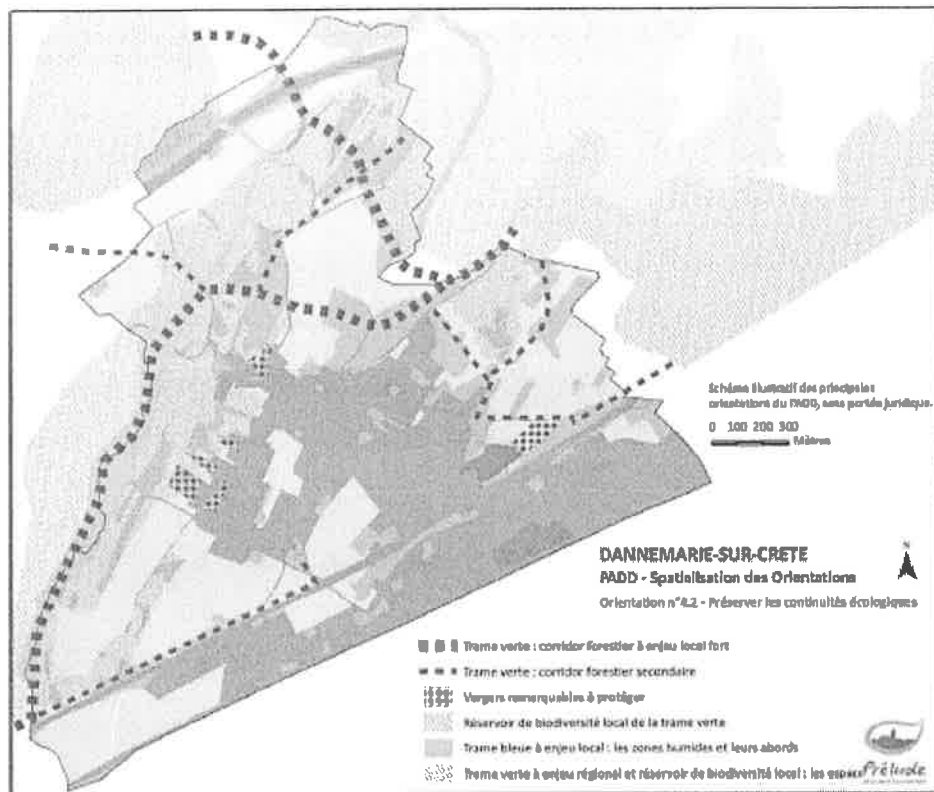 Schéma illustratif des principales
orientations du PADD, sans portée juridique.
0 100 200 300
Mètres
N
DANNEMARIE-SUR-CRETE
PADD - Spatialisation des Orientations
Orientation n°4.2 - Préserver les continuités écologiques
Trame verte : corridor forestier à enjeu local fort
Trame verte : corridor forestier secondaire
Vergers remarquables à protéger
Réservoir de biodiversité local de la trame verte
Trame bleue à enjeu local : les zones humides et leurs abords
Trame verte à enjeu régional et réservoir de biodiversité local : les
Prélude